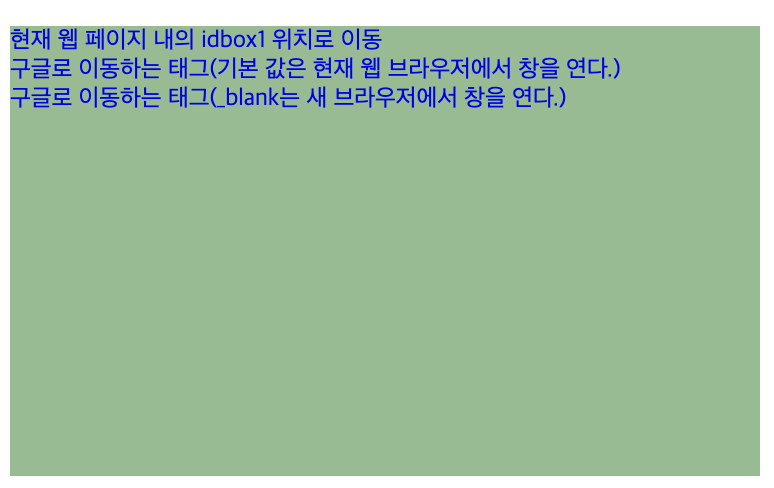 현재 웹 페이지 내의 idbox1 위치로 이동
구글로 이동하는 태그(기본 값은 현재 웹 브라우저에서 창을 연다.)
구글로 이동하는 태그(_blank는 새 브라우저에서 창을 연다.)